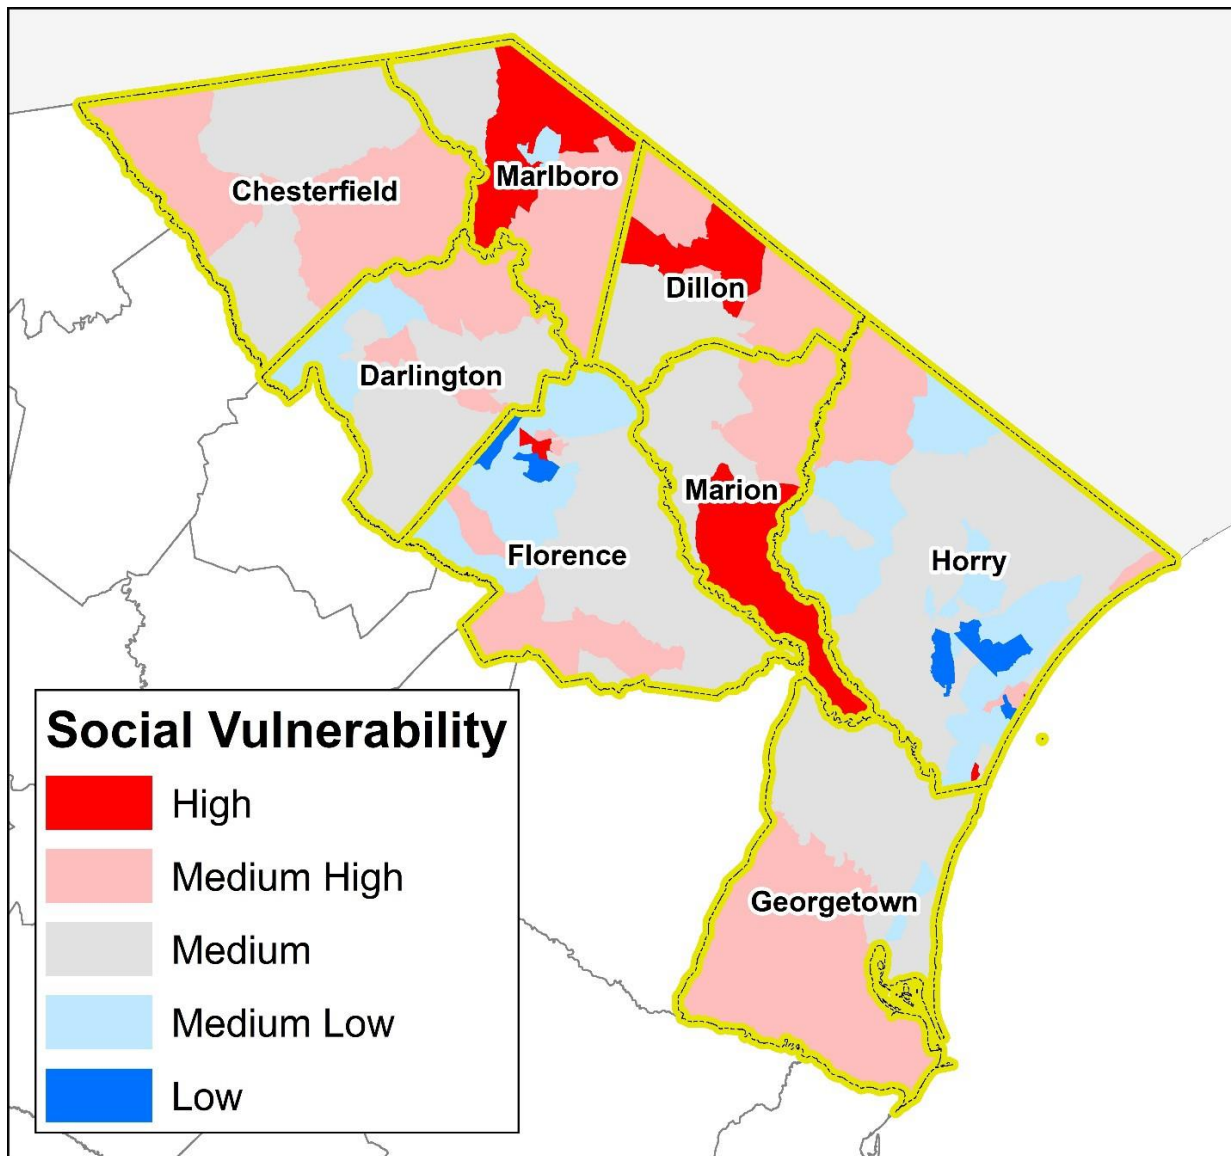 Chesterfield
Marlboro
Dillon
Darlington
Marion
Florence
Horry
Georgetown
Social Vulnerability
High
Medium High
Medium
Medium Low
Low